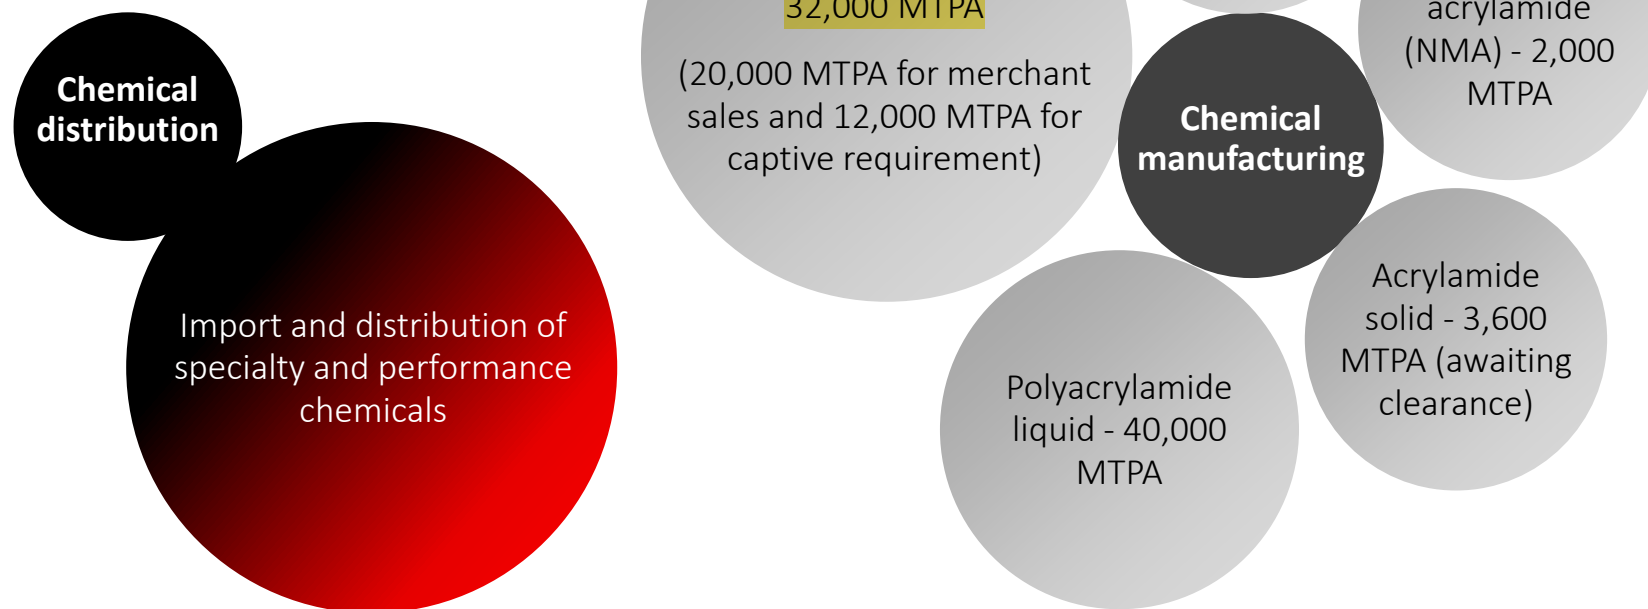 Chemical
distribution
Import and distribution of
specialty and performance
chemicals
32,000 MTPA
(20,000 MTPA for merchant
sales and 12,000 MTPA for
captive requirement)
Chemical
manufacturing
acrylamide
(NMA) - 2,000
MTPA
Acrylamide
solid - 3,600
MTPA (awaiting
clearance)
Polyacrylamide
liquid - 40,000
MTPA